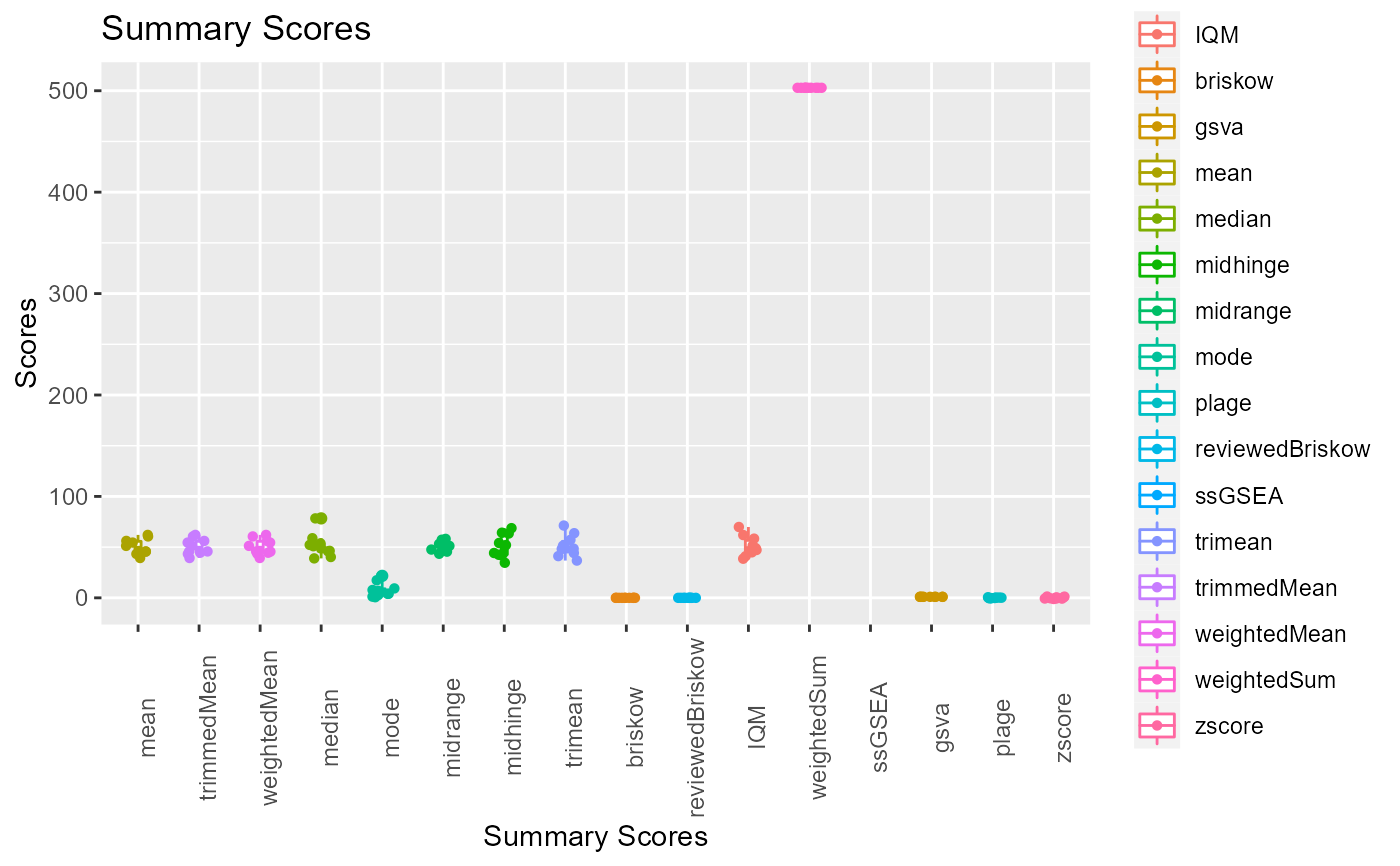 Summary Scores
Scores
500
400
300
200
100
0
mean
trimmedMean
weightedMean
median
mode
midrange
midhinge
trimean
briskow
reviewedBriskow
IQM
weightedSum
ssGSEA
gsva
plage
zscore
Summary Scores
IQM
briskow
gsva
mean
median
midhinge
midrange
mode
plage
reviewedBriskow
ssGSEA
trimean
trimmedMean
weightedMean
weightedSum
zscore